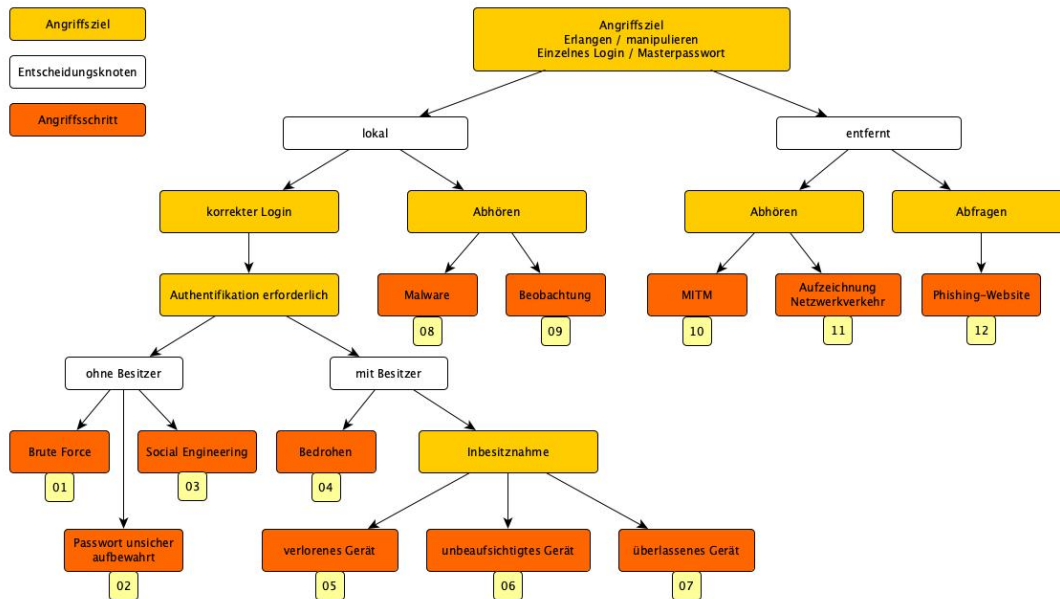 Angriffsziel
Entscheidungsknoten
Angriffsschritt
Angriffsziel
Erlangen / manipulieren
Einzelnes Login / Masterpasswort
lokal
entfernt
korrekter Login
Abhören
Abhören
Abfragen
Authentifikation erforderlich
Malware
08
Beobachtung
09
MITM
10
Aufzeichnung
Netzwerkverkehr
11
Phishing-Website
12
ohne Besitzer
mit Besitzer
Brute Force
01
Social Engineering
03
Bedrohen
04
Inbesitznahme
Passwort unsicher
aufbewahrt
02
verlorenes Gerät
05
unbeaufsichtigtes Gerät
06
überlassenes Gerät
07